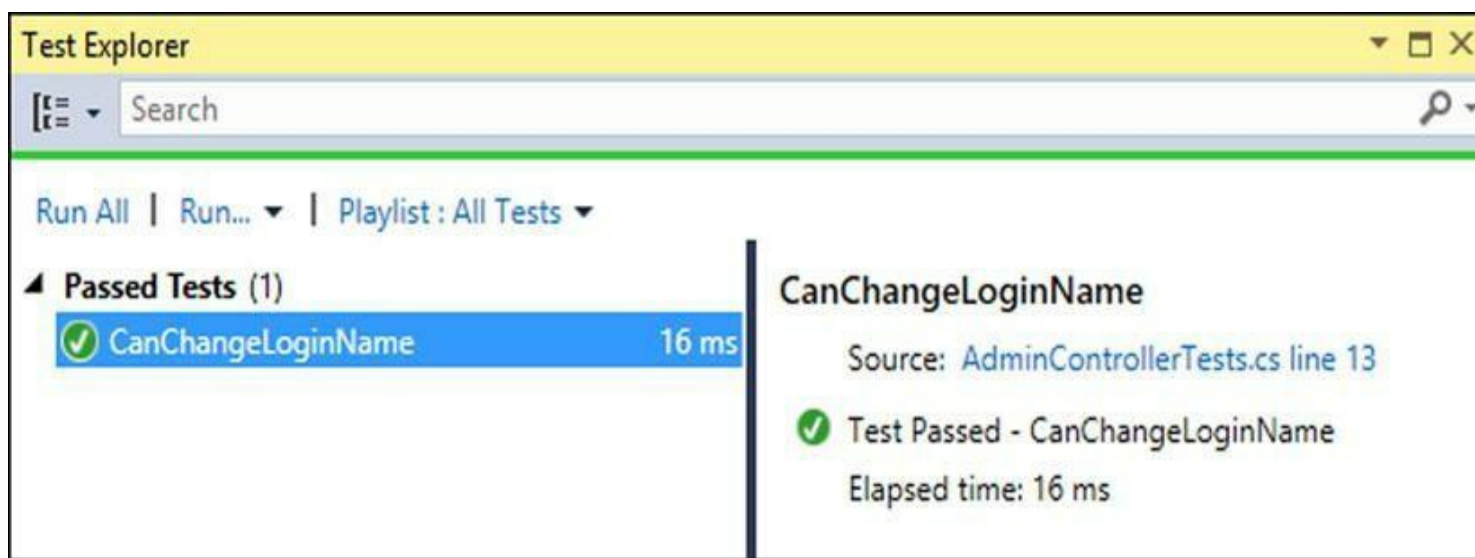 Test Explorer
Search
Run All | Run... | Playlist : All Tests
Passed Tests (1)
CanChangeLoginName 16 ms
CanChangeLoginName
Source: AdminControllerTests.cs line 13
Test Passed - CanChangeLoginName
Elapsed time: 16 ms